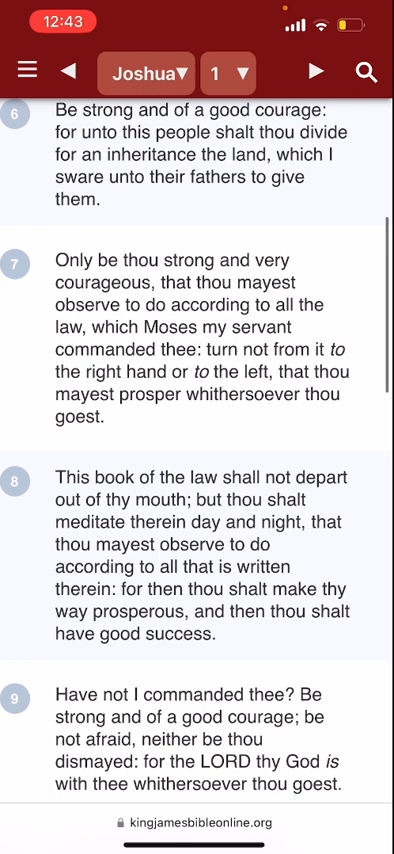 12:43
Joshua▼ 1 ▼
6 Be strong and of a good courage:
for unto this people shalt thou divide
for an inheritance the land, which I
sware unto their fathers to give
them.
7 Only be thou strong and very
courageous, that thou mayest
observe to do according to all the
law, which Moses my servant
commanded thee: turn not from it to
the right hand or to the left, that thou
mayest prosper whithersoever thou
goest.
8 This book of the law shall not depart
out of thy mouth; but thou shalt
meditate therein day and night, that
thou mayest observe to do
according to all that is written
therein: for then thou shalt make thy
way prosperous, and then thou shalt
have good success.
9 Have not I commanded thee? Be
strong and of a good courage; be
not afraid, neither be thou
dismayed: for the LORD thy God is
with thee whithersoever thou goest.
kingjamesbibleonline.org